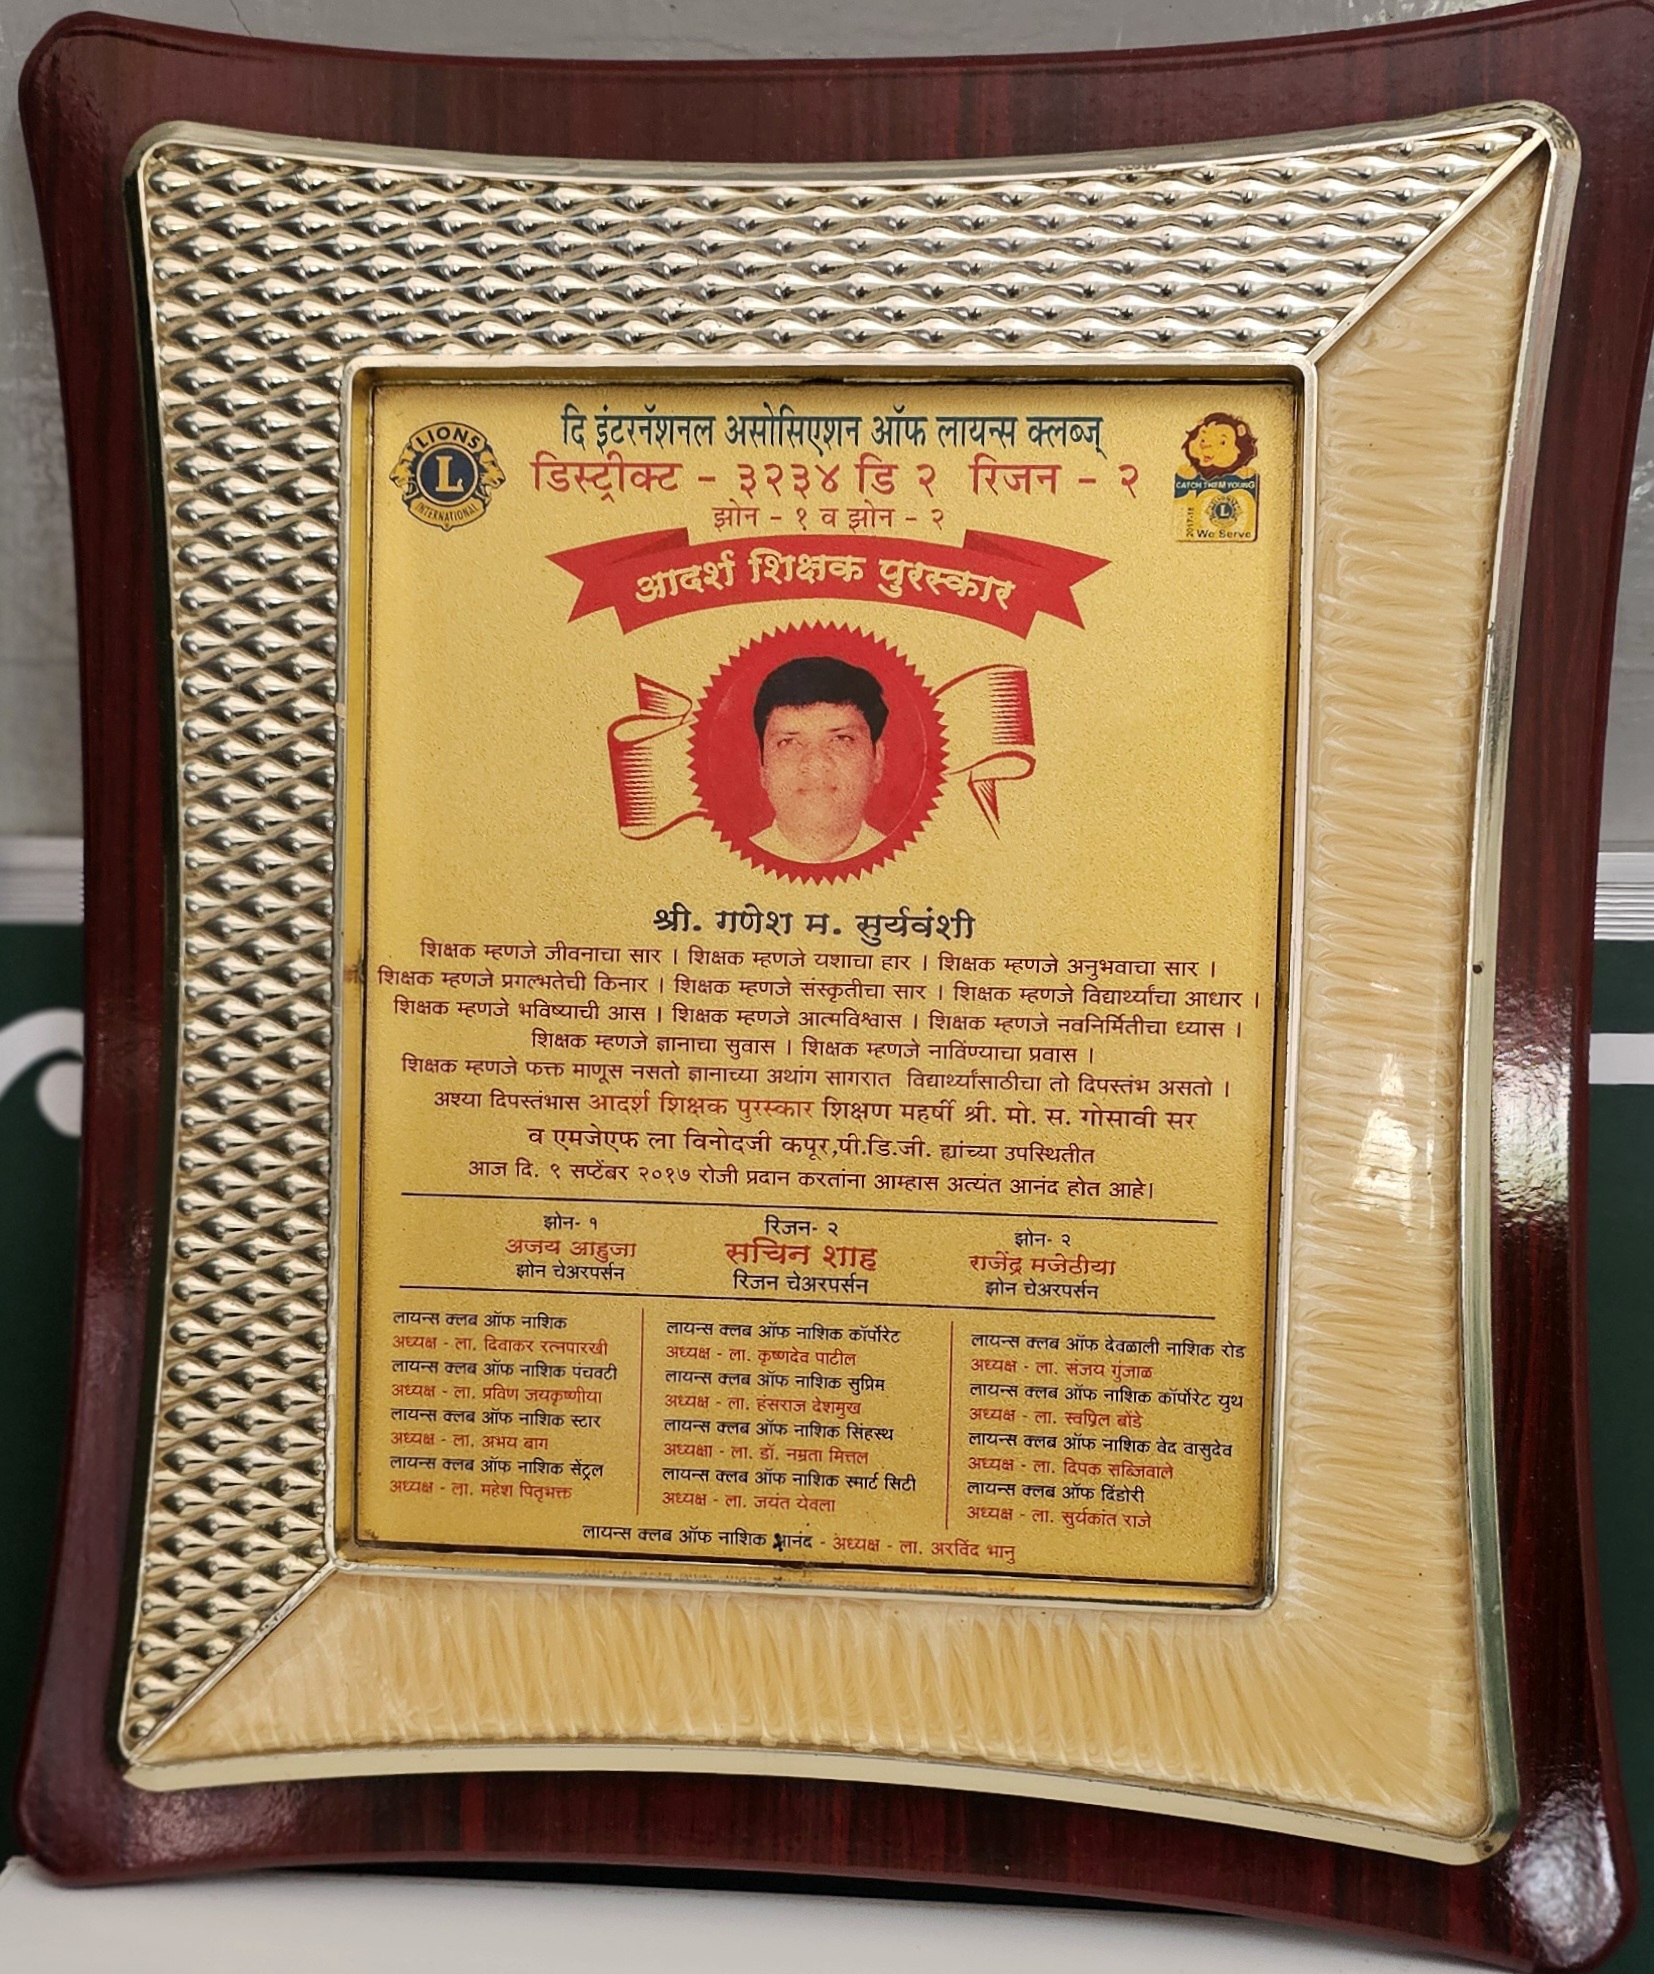 दि इंटरनॅशनल असोसिएशन ऑफ लायन्स क्लब्ज्
LIONS
L
INTERNATIONAL
डिस्ट्रीक्ट - ३२३४ डि २ रिजन - २
CATCH THEM YOUNG
2017-18
We Serve
झोन - १ व झोन - २
आदर्श शिक्षक पुरस्कार
श्री. गणेश म. सुर्यवंशी
शिक्षक म्हणजे जीवनाचा सार । शिक्षक म्हणजे यशाचा हार । शिक्षक म्हणजे अनुभवाचा सार ।
शिक्षक म्हणजे प्रगल्भतेची किनार । शिक्षक म्हणजे संस्कृतीचा सार । शिक्षक म्हणजे विद्यार्थ्यांचा आधार ।
शिक्षक म्हणजे भविष्याची आस । शिक्षक म्हणजे आत्मविश्वास । शिक्षक म्हणजे नवनिर्मितीचा ध्यास ।
शिक्षक म्हणजे ज्ञानाचा सुवास । शिक्षक म्हणजे नाविंण्याचा प्रवास ।
शिक्षक म्हणजे फक्त माणूस नसतो ज्ञानाच्या अथांग सागरात विद्यार्थ्यांसाठीचा तो दिपस्तंभ असतो ।
अश्या दिपस्तंभास आदर्श शिक्षक पुरस्कार शिक्षण महर्षी श्री. मो. स. गोसावी सर
व एमजेएफ ला विनोदजी कपूर,पी.डि.जी. ह्यांच्या उपस्थितीत
आज दि. ९ सप्टेंबर २०१७ रोजी प्रदान करतांना आम्हास अत्यंत आनंद होत आहे।
झोन- १
अजय आहुजा
झोन चेअरपर्सन
रिजन- २
सचिन शाह
रिजन चेअरपर्सन
झोन- २
राजेंद्र मजेठीया
झोन चेअरपर्सन
लायन्स क्लब ऑफ नाशिक
अध्यक्ष - ला. दिवाकर रत्नपारखी
लायन्स क्लब ऑफ नाशिक पंचवटी
अध्यक्ष - ला. प्रविण जयकृष्णीया
लायन्स क्लब ऑफ नाशिक स्टार
अध्यक्ष - ला. अभय बाग
लायन्स क्लब ऑफ नाशिक सेंट्रल
अध्यक्ष - ला. महेश पितृभक्त
लायन्स क्लब ऑफ नाशिक कॉर्पोरेट
अध्यक्ष - ला. कृष्णदेव पाटील
लायन्स क्लब ऑफ नाशिक सुप्रिम
अध्यक्ष - ला. हंसराज देशमुख
लायन्स क्लब ऑफ नाशिक सिंहस्थ
अध्यक्षा - ला. डॉ. नम्रता मित्तल
लायन्स क्लब ऑफ नाशिक स्मार्ट सिटी
अध्यक्ष - ला. जयंत येवला
लायन्स क्लब ऑफ देवळाली नाशिक रोड
अध्यक्ष - ला. संजय गुंजाळ
लायन्स क्लब ऑफ नाशिक कॉर्पोरेट युथ
अध्यक्ष - ला. स्वप्निल बोंडे
लायन्स क्लब ऑफ नाशिक वेद वासुदेव
अध्यक्ष - ला. दिपक सब्जिवाले
लायन्स क्लब ऑफ दिंडोरी
अध्यक्ष - ला. सुर्यकांत राजे
लायन्स क्लब ऑफ नाशिक आनंद - अध्यक्ष - ला. अरविंद भानु